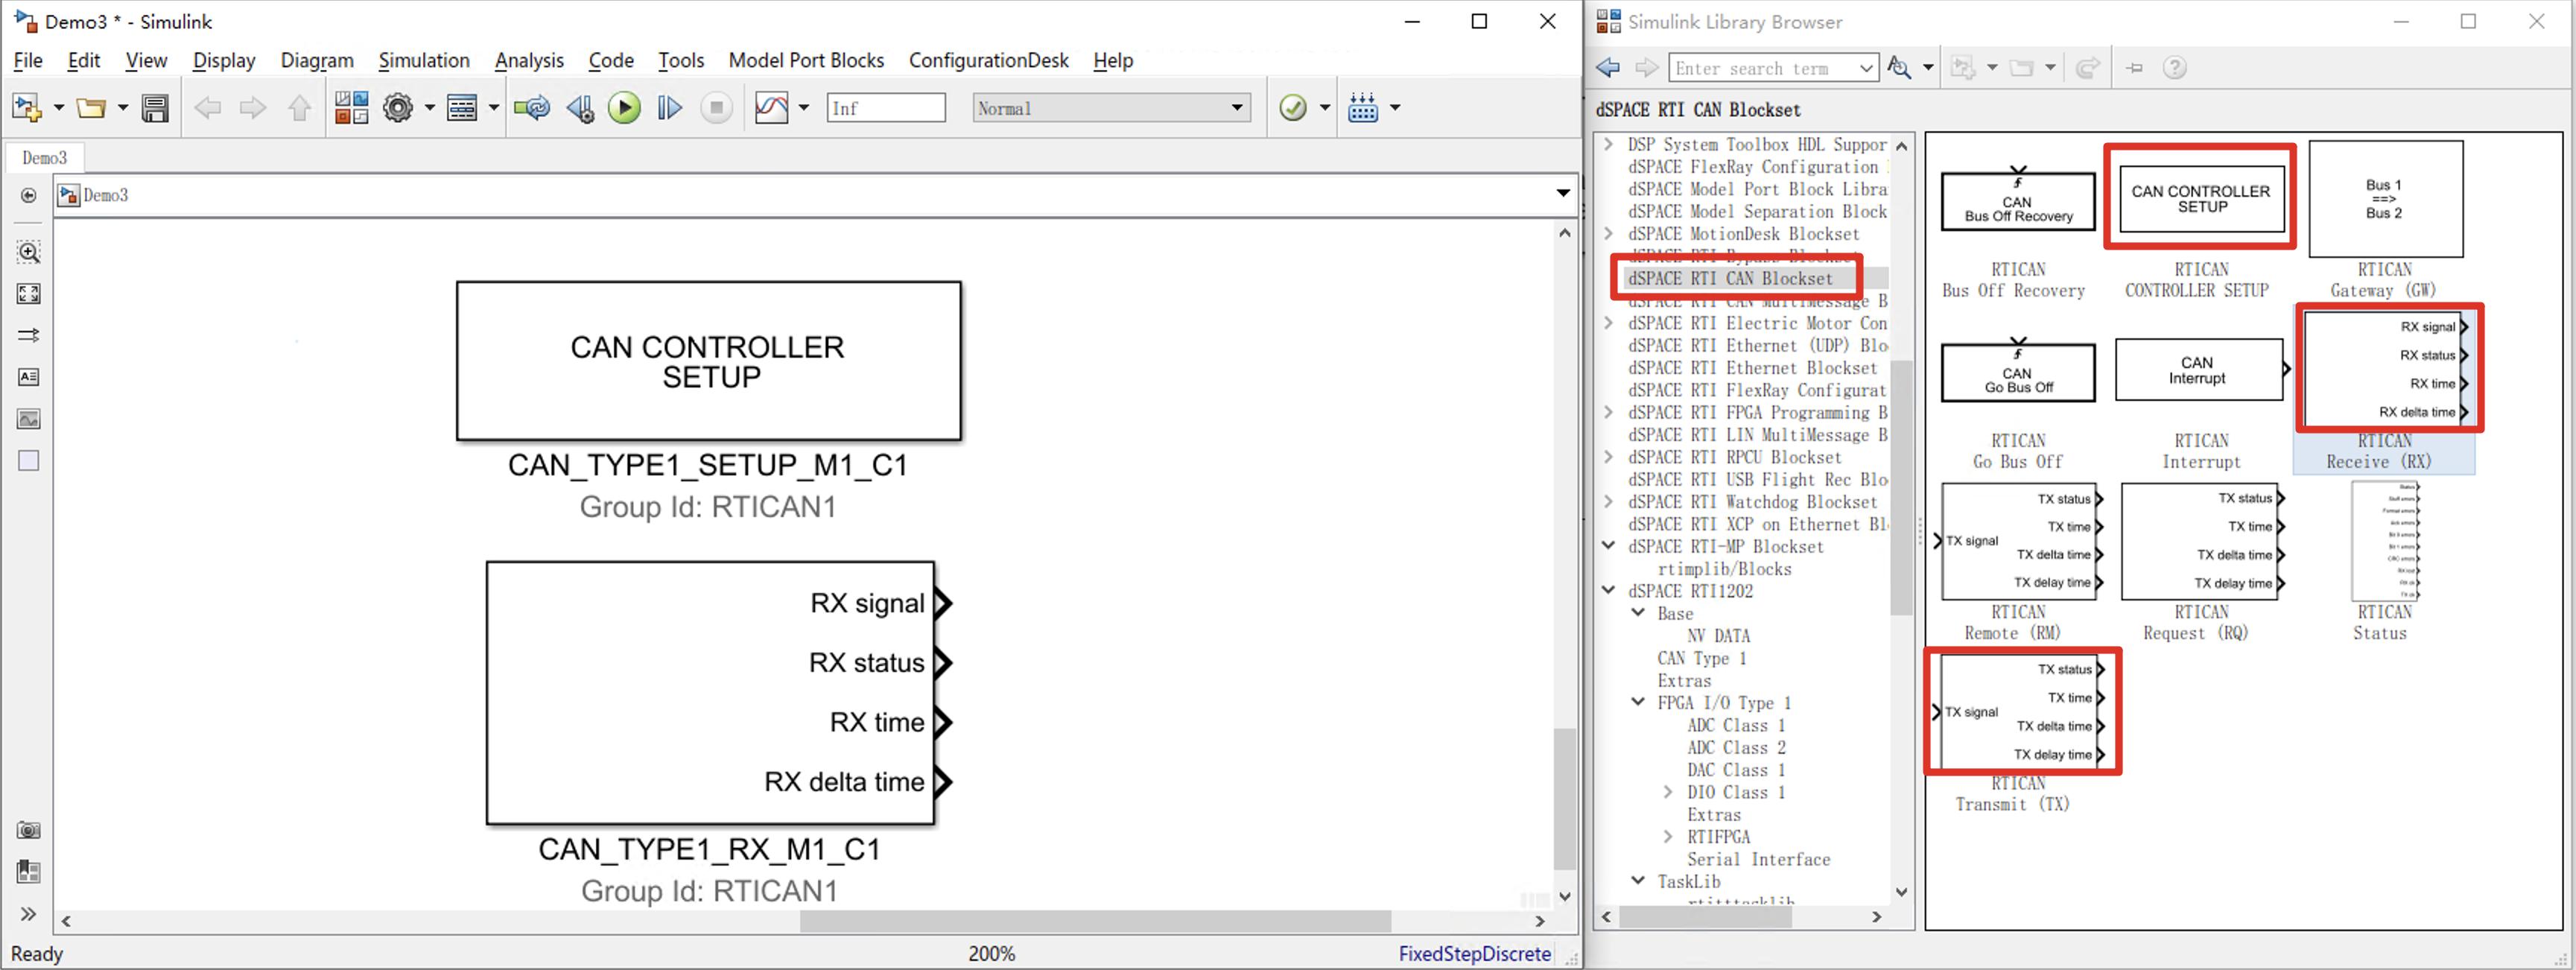 Demo3 * - Simulink
File Edit View Display Diagram Simulation Analysis Code Tools Model Port Blocks ConfigurationDesk Help
Inf
Normal
Demo3
Demo3
CAN CONTROLLER
SETUP
CAN_TYPE1_SETUP_M1_C1
Group Id: RTICAN1
RX signal
RX status
RX time
RX delta time
CAN_TYPE1_RX_M1_C1
Group Id: RTICAN1
Ready
200%
FixedStepDiscrete
Simulink Library Browser
Enter search term
dSPACE RTI CAN Blockset
DSP System Toolbox HDL Suppor
dSPACE FlexRay Configuration
dSPACE Model Port Block Libra
dSPACE Model Separation Block
dSPACE MotionDesk Blockset
dSPACE RTI Bypass Blockset
dSPACE RTI CAN Blockset
dSPACE RTI CAN MultiMessage B
dSPACE RTI Electric Motor Con
dSPACE RTI Ethernet (UDP) Blo
dSPACE RTI Ethernet Blockset
dSPACE RTI FlexRay Configurat
dSPACE RTI FPGA Programming B
dSPACE RTI LIN MultiMessage B
dSPACE RTI RPCU Blockset
dSPACE RTI USB Flight Rec Blo
dSPACE RTI Watchdog Blockset
dSPACE RTI XCP on Ethernet Bl
dSPACE RTI-MP Blockset
rtimplib/Blocks
dSPACE RTI1202
Base
NV DATA
CAN Type 1
Extras
FPGA I/O Type 1
ADC Class 1
ADC Class 2
DAC Class 1
DIO Class 1
Extras
RTIFPGA
Serial Interface
TaskLib
CAN
Bus Off Recovery
RTICAN
Bus Off Recovery
CAN CONTROLLER
SETUP
RTICAN
CONTROLLER SETUP
Bus 1
==>
Bus 2
RTICAN
Gateway (GW)
CAN
Go Bus Off
RTICAN
Go Bus Off
CAN
Interrupt
RTICAN
Interrupt
RX signal
RX status
RX time
RX delta time
RTICAN
Receive (RX)
TX signal
TX status
TX time
TX delta time
TX delay time
RTICAN
Remote (RM)
TX status
TX time
TX delta time
TX delay time
RTICAN
Request (RQ)
RTICAN
Status
TX signal
TX status
TX time
TX delta time
TX delay time
RTICAN
Transmit (TX)